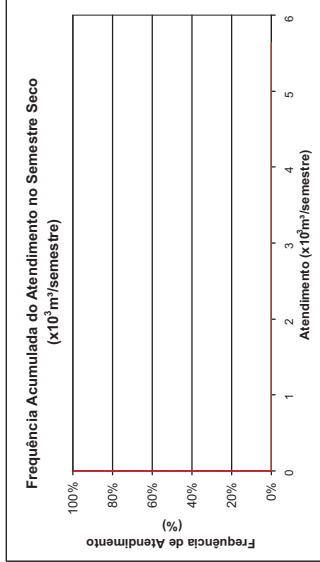 Frequência Acumulada do Atendimento no Semestre Seco
(x10³m³/semestre)
100%
80%
60%
40%
20%
0%
Frequência de Atendimento
(%)
0 1 2 3 4 5 6
Atendimento (x10³m³/semestre)